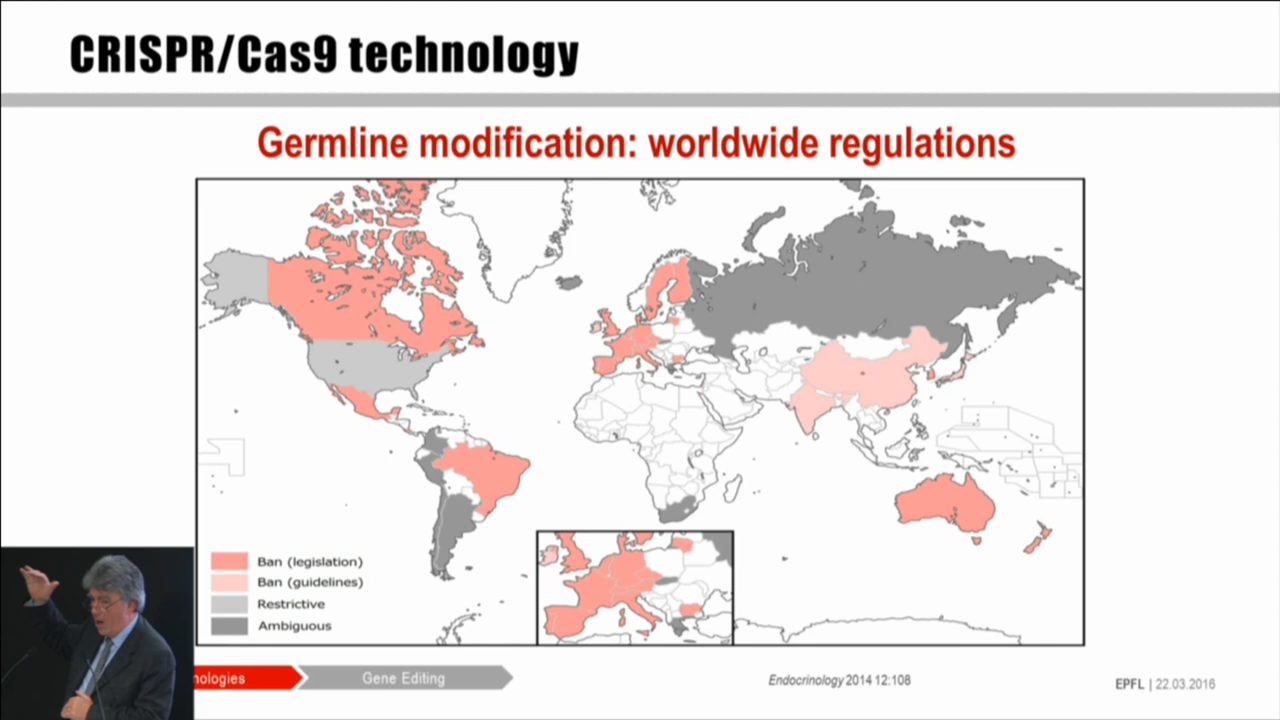 CRISPR/Cas9 technology
Germline modification: worldwide regulations
Ban (legislation)
Ban (guidelines)
Restrictive
Ambiguous
nologies
Gene Editing
Endocrinology 2014 12:108
EPFL | 22.03.2016